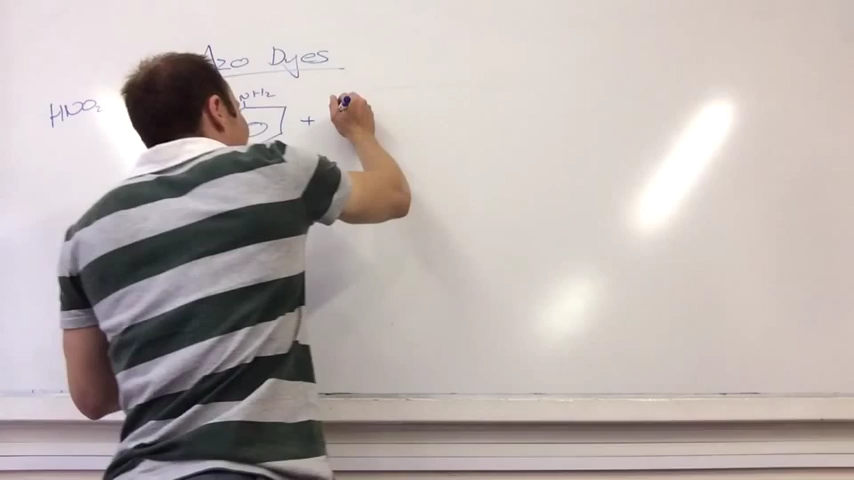 Azo Dyes
NH2
HNO2 +